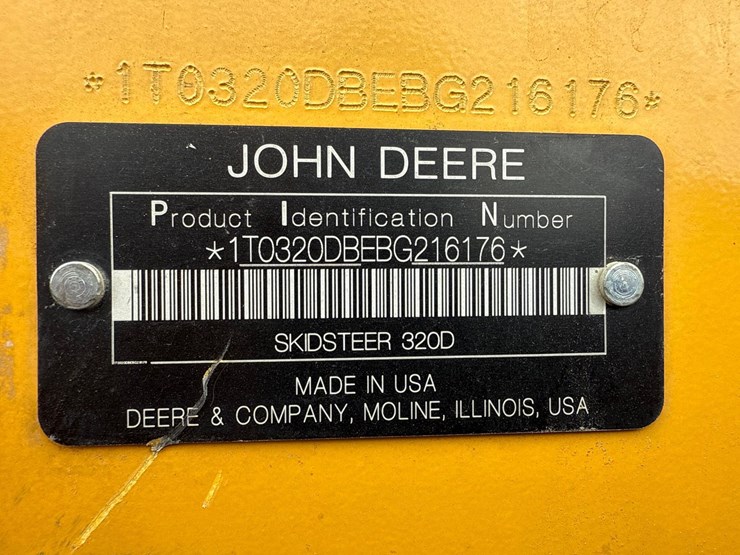 *1T0320DBEBG216176*
JOHN DEERE
Product Identification Number
*1T0320DBEBG216176*
SKIDSTEER 320D
MADE IN USA
DEERE & COMPANY, MOLINE, ILLINOIS, USA